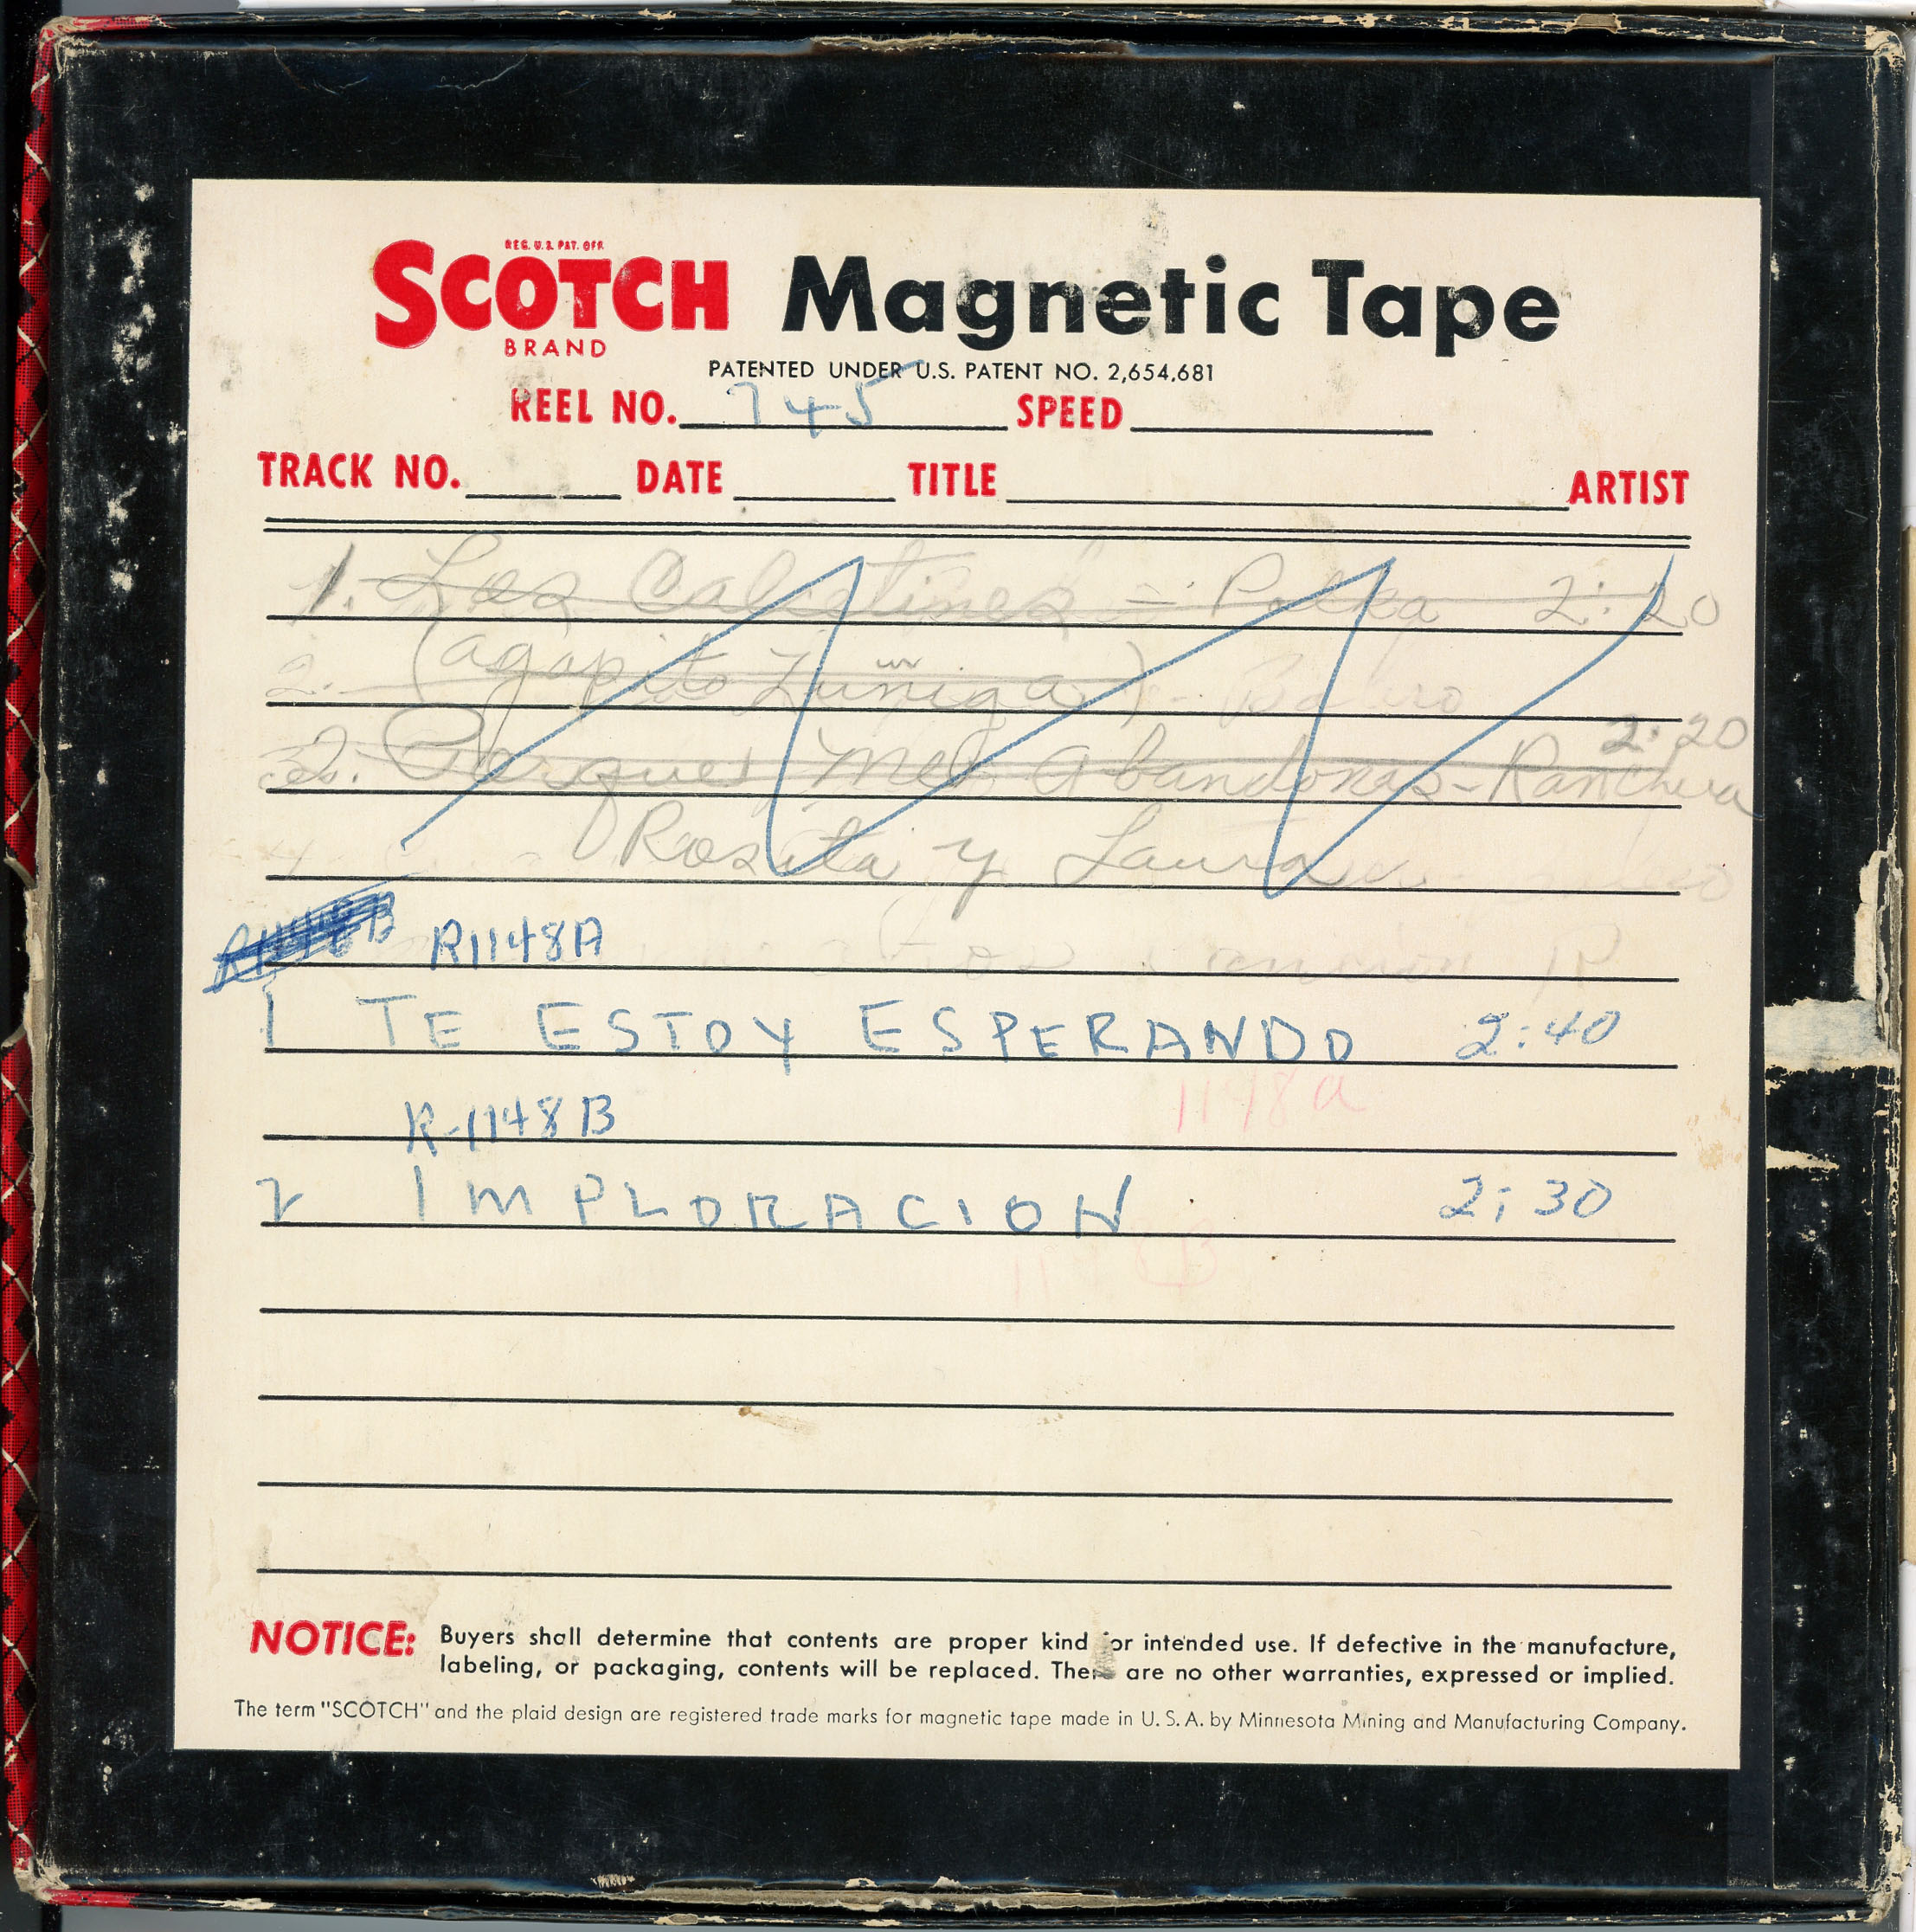 REG. U.S. PAT. OFF.
SCOTCH Magnetic Tape
BRAND
PATENTED UNDER U.S. PATENT NO. 2,654,681
REEL NO. 745 SPEED
TRACK NO. DATE TITLE ARTIST
1. Los - Polka 2:20
2. (agapito Zuñiga)
2:20
2. Porque Me Abandonas - Ranchera
Rosita y Laura
R1148B R1148A
1 TE ESTOY ESPERANDO 2:40
1148a
R-1148B
2 IMPLORACION 2:30
NOTICE: Buyers shall determine that contents are proper kind for intended use. If defective in the manufacture,
labeling, or packaging, contents will be replaced. There are no other warranties, expressed or implied.
The term "SCOTCH" and the plaid design are registered trade marks for magnetic tape made in U.S.A. by Minnesota Mining and Manufacturing Company.